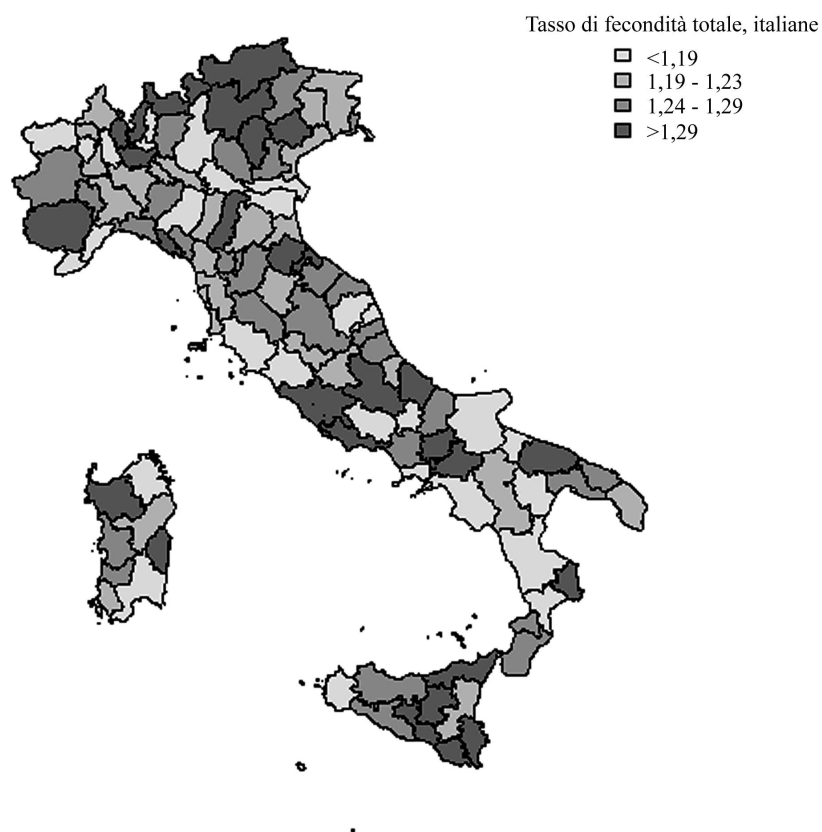 Tasso di fecondità totale, italiane
<1,19
1,19 - 1,23
1,24 - 1,29
>1,29